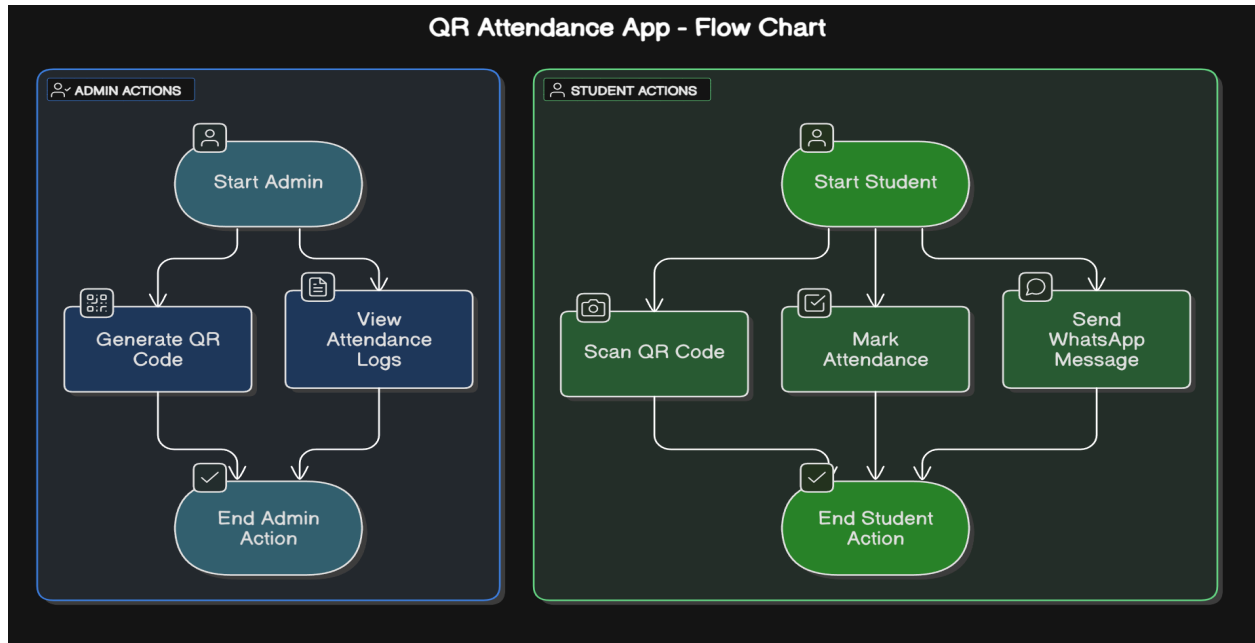 QR Attendance App - Flow Chart
ADMIN ACTIONS
Start Admin
Generate QR
Code
View
Attendance
Logs
End Admin
Action
STUDENT ACTIONS
Start Student
Scan QR Code
Mark
Attendance
Send
WhatsApp
Message
End Student
Action